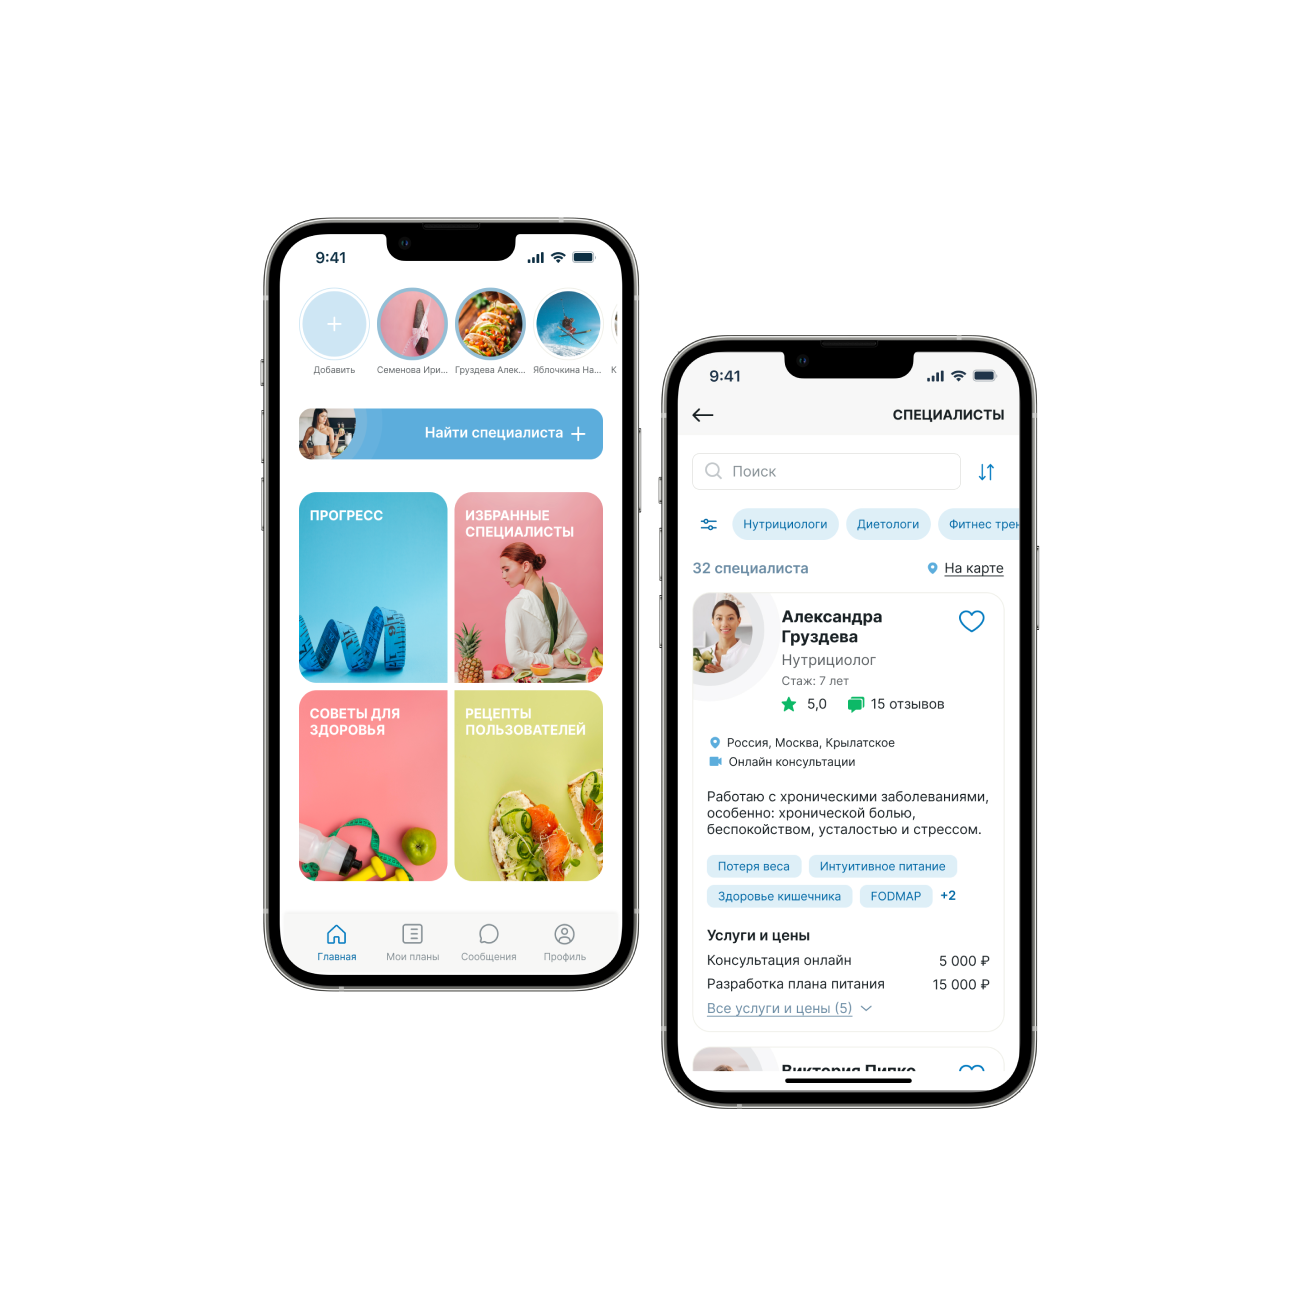 9:41
Добавить
Семенова Ири...
Груздева Алек...
Яблочкина На...
К
Найти специалиста
ПРОГРЕСС
ИЗБРАННЫЕ
СПЕЦИАЛИСТЫ
СОВЕТЫ ДЛЯ
ЗДОРОВЬЯ
РЕЦЕПТЫ
ПОЛЬЗОВАТЕЛЕЙ
Главная
Мои планы
Сообщения
Профиль
9:41
СПЕЦИАЛИСТЫ
Поиск
Нутрициологи
Диетологи
Фитнес трен
32 специалиста
На карте
Александра
Груздева
Нутрициолог
Стаж: 7 лет
5,0
15 отзывов
Россия, Москва, Крылатское
Онлайн консультации
Работаю с хроническими заболеваниями,
особенно: хронической болью,
беспокойством, усталостью и стрессом.
Потеря веса
Интуитивное питание
Здоровье кишечника
FODMAP
+2
Услуги и цены
Консультация онлайн 5 000 ₽
Разработка плана питания 15 000 ₽
Все услуги и цены (5)
Виктория